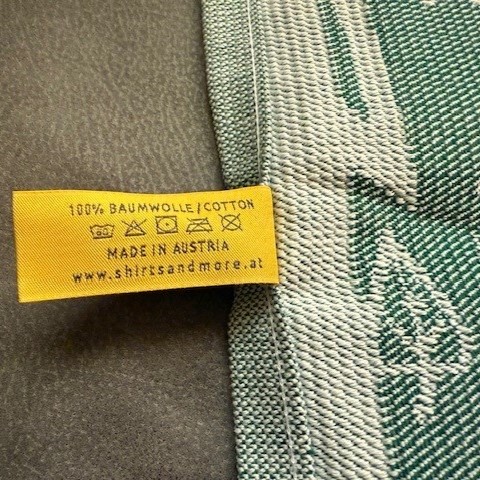 100% BAUMWOLLE/COTTON
MADE IN AUSTRIA
www.shirtsandmore.at